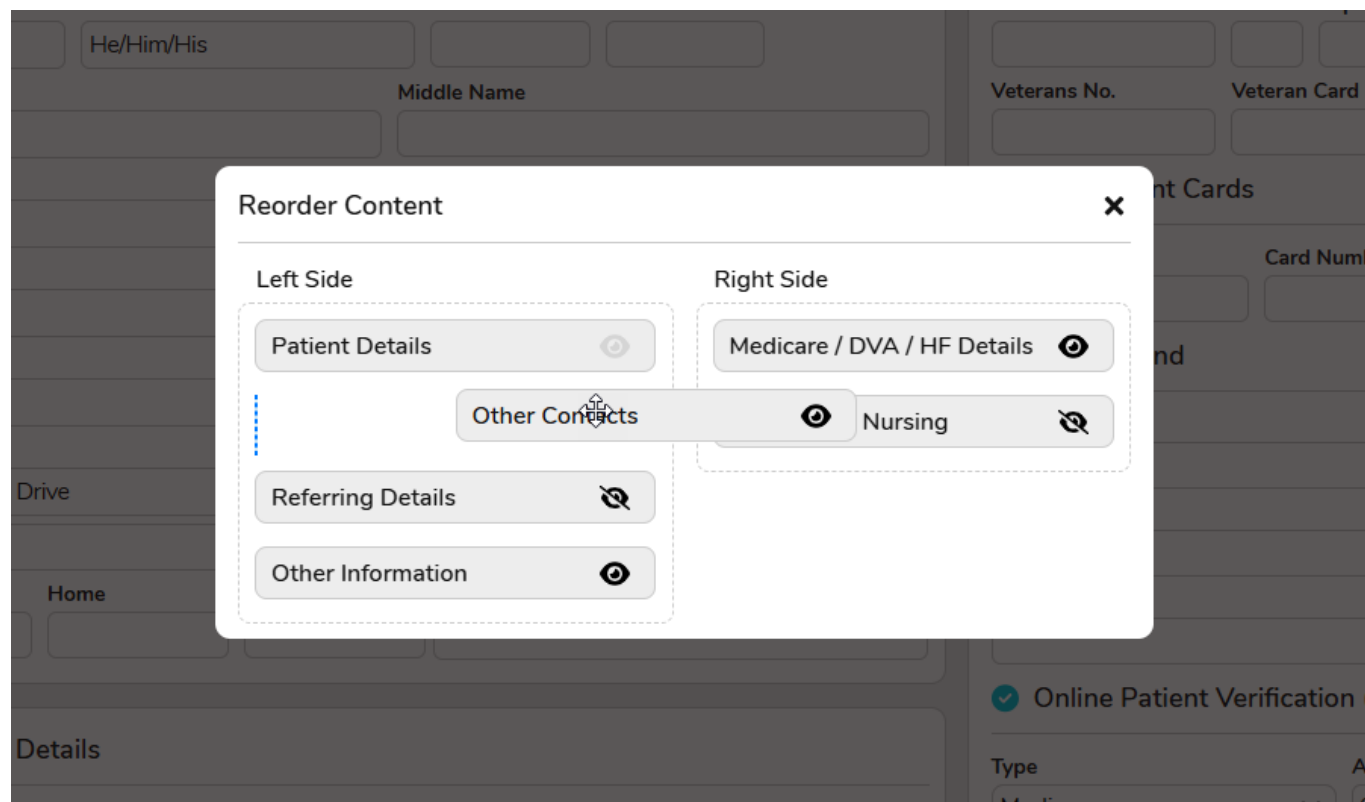 He/Him/His
Middle Name
Veterans No.
Veteran Card
nt Cards
Reorder Content
Card Num
Left Side
Right Side
Patient Details
Medicare / DVA / HF Details
nd
Other Contacts
Nursing
Referring Details
Drive
Other Information
Home
Online Patient Verification
Details
Type